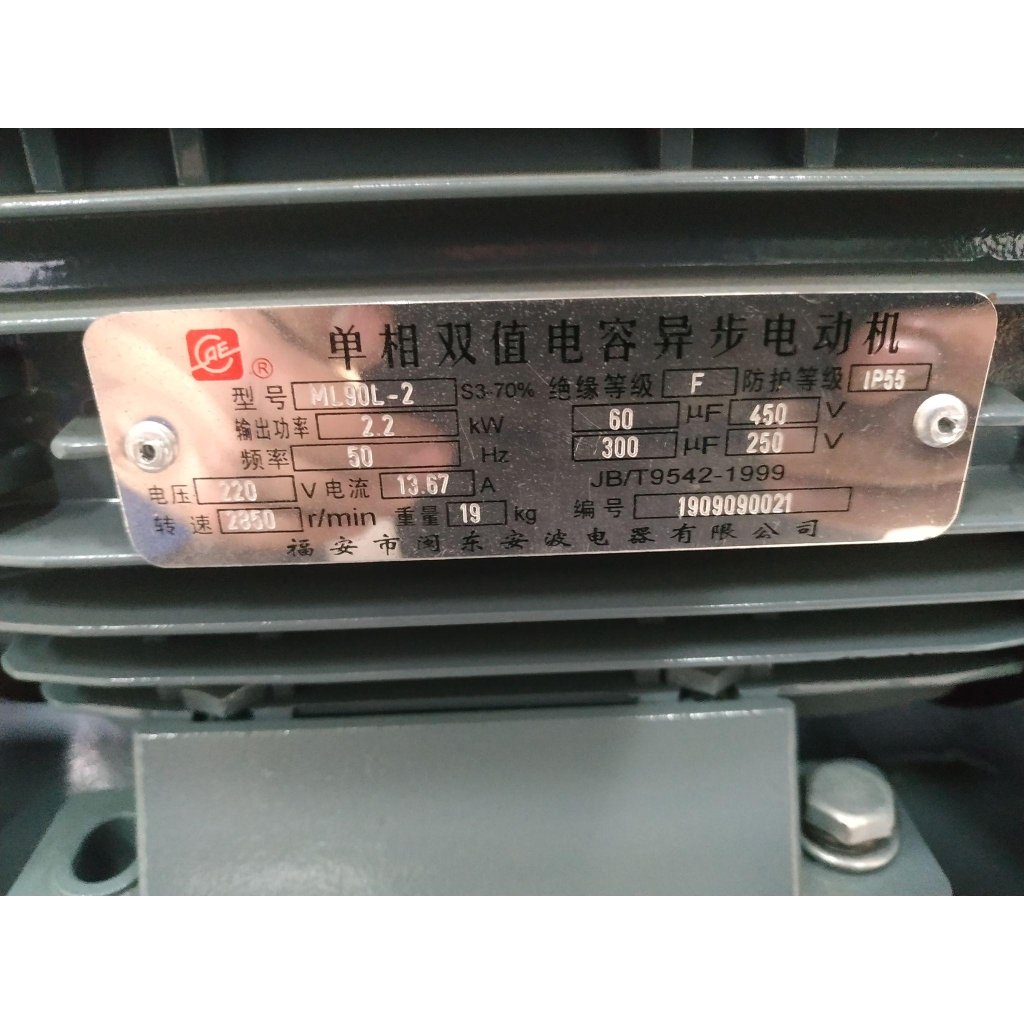 单相双值电容异步电动机
CAE ®
型号 ML90L-2 S3-70% 绝缘等级 F 防护等级 IP55
输出功率 2.2 kW 60 μF 450 V
频率 50 Hz 300 μF 250 V
JB/T9542-1999
电压 220 V 电流 13.67 A
转速 2850 r/min 重量 19 kg 编号 1909090021
福安市闽东安波电器有限公司